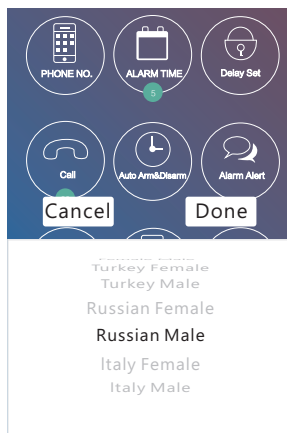 PHONE NO.
ALARM TIME
Delay Set
5
Call
Auto Arm&Disarm
Alarm Alert
Cancel
Done
Turkey Female
Turkey Male
Russian Female
Russian Male
Italy Female
Italy Male